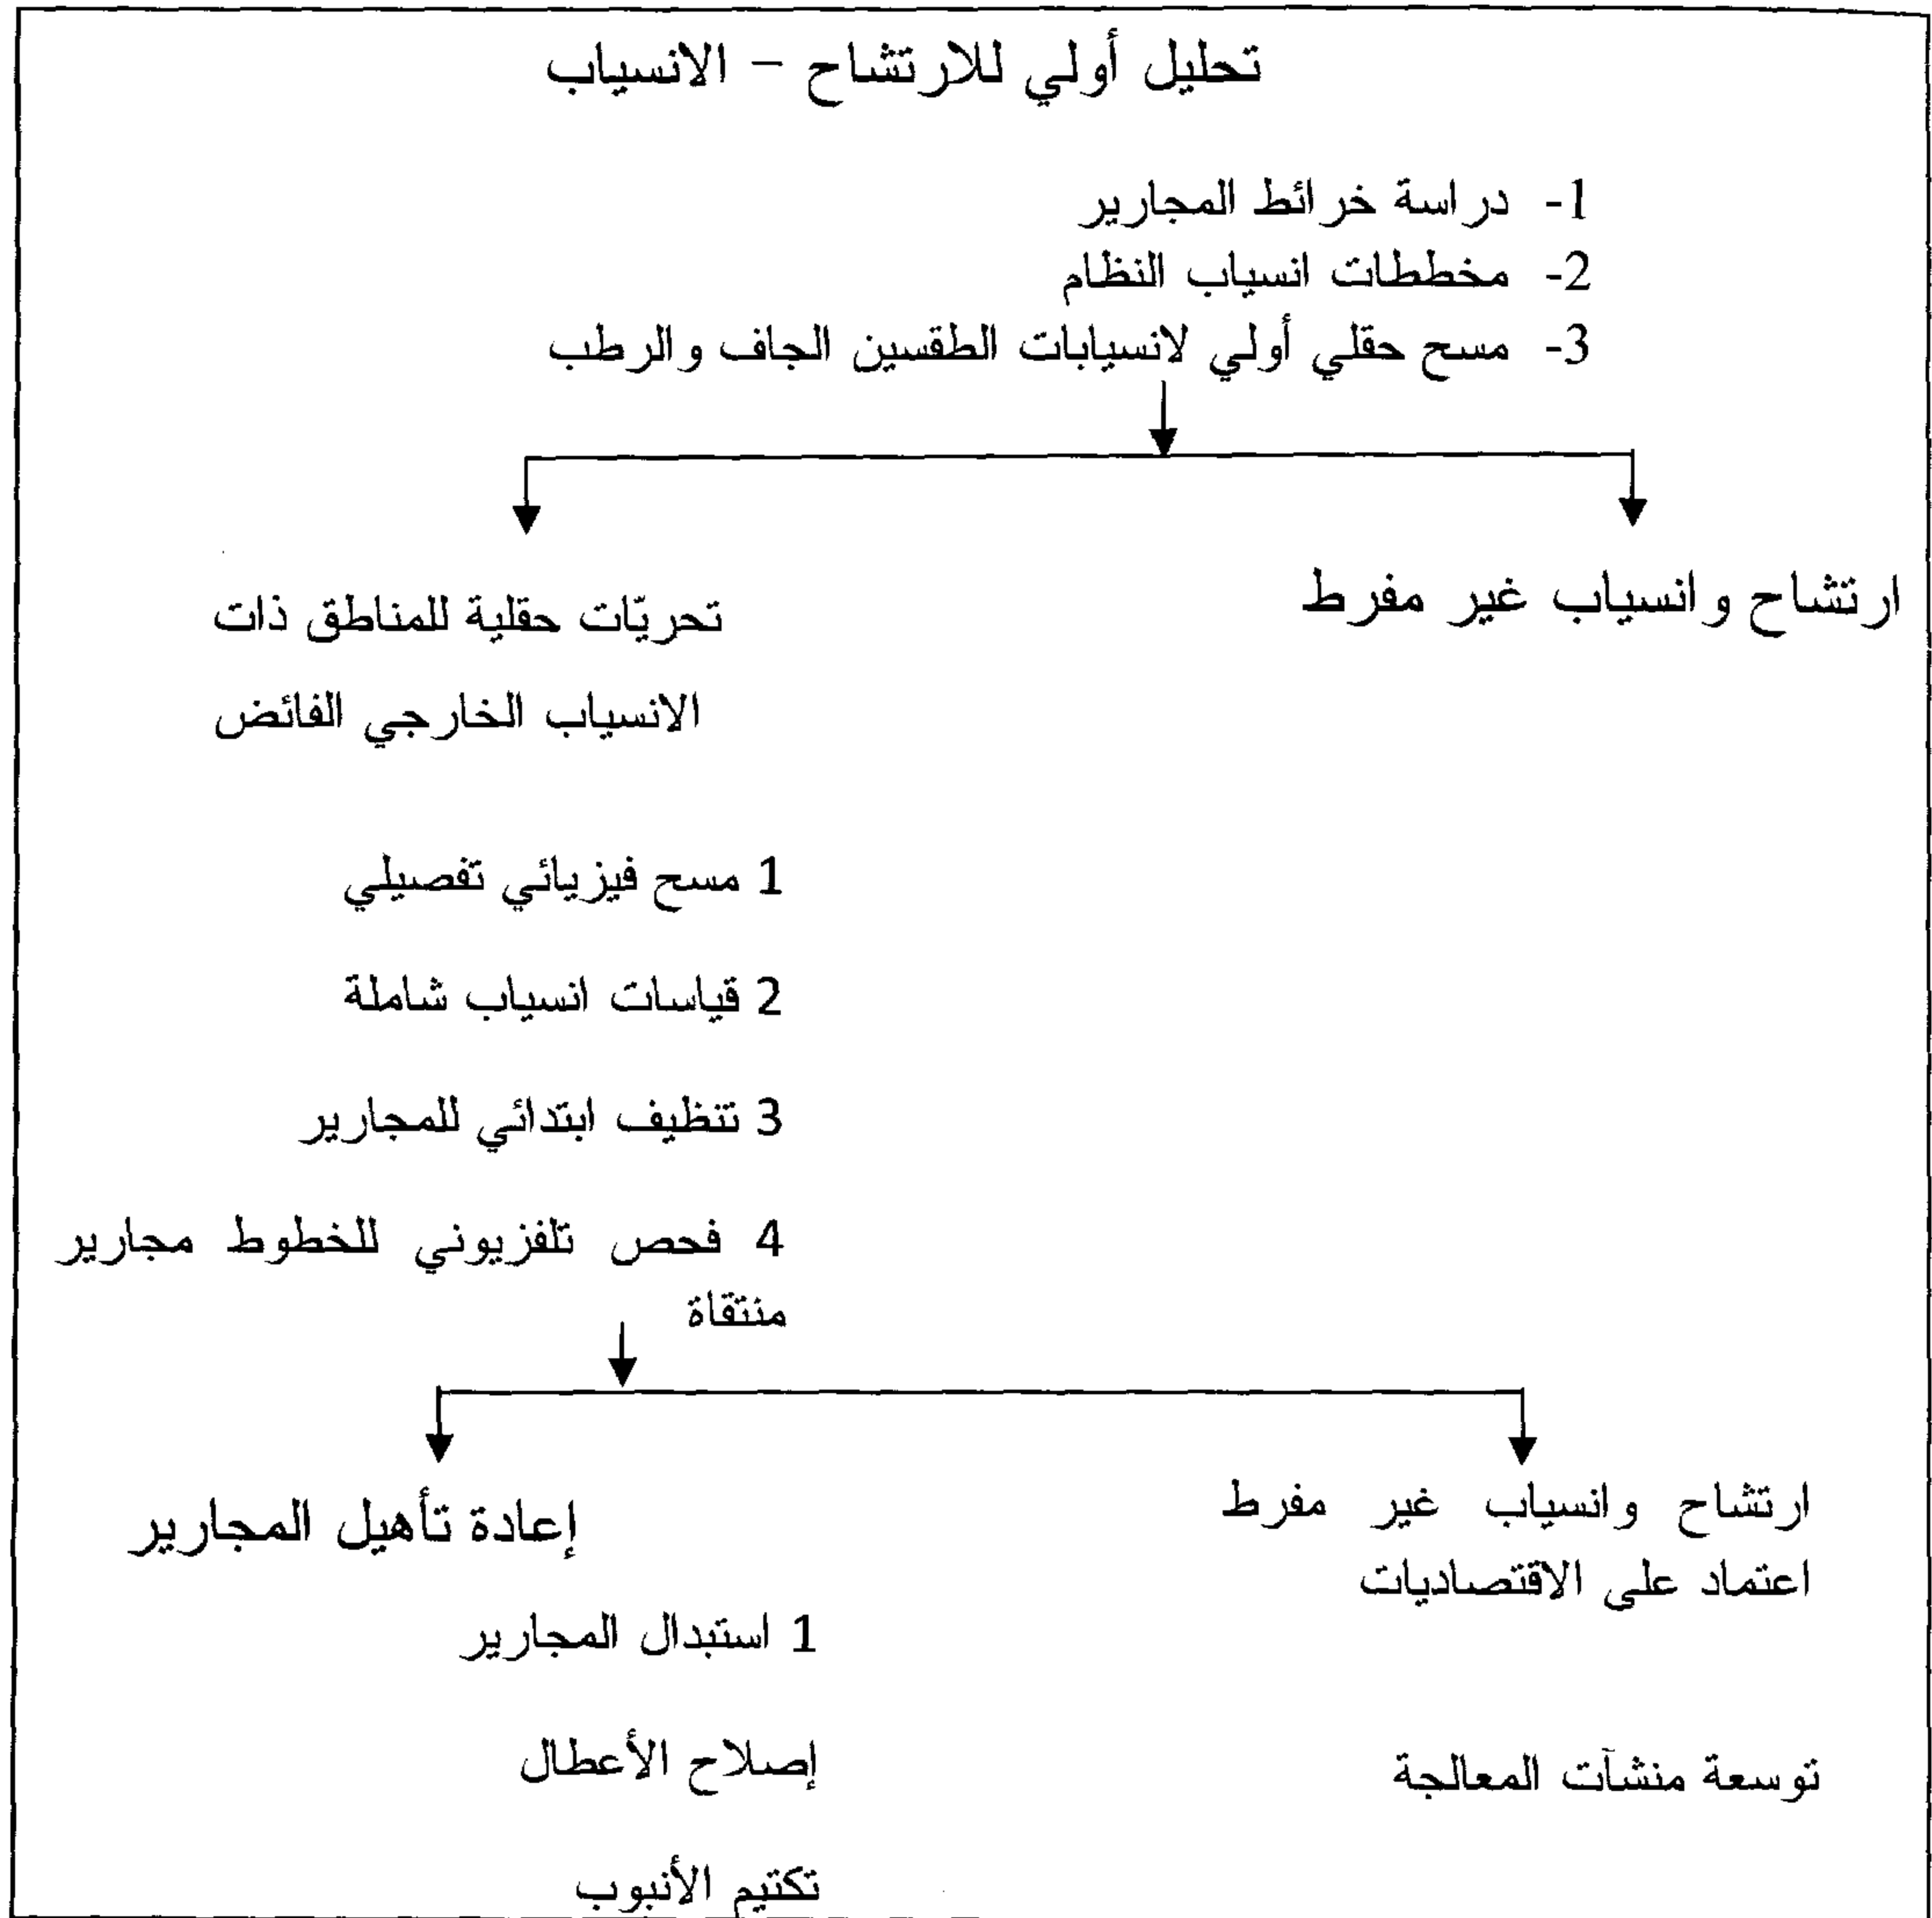 تحليل أولي للارتشاح – الانسياب
1- دراسة خرائط المجارير
2- مخططات انسياب النظام
3- مسح حقلي أولي لانسيابات الطقسين الجاف والرطب
ارتشاح وانسياب غير مفرط
تحريّات حقلية للمناطق ذات
الانسياب الخارجي الفائض
1 مسح فيزيائي تفصيلي
2 قياسات انسياب شاملة
3 تنظيف ابتدائي للمجارير
4 فحص تلفزيوني للخطوط مجارير
منتقاة
ارتشاح وانسياب غير مفرط
اعتماد على الاقتصاديات
توسعة منشآت المعالجة
إعادة تأهيل المجارير
1 استبدال المجارير
إصلاح الأعطال
تكتيم الأنبوب